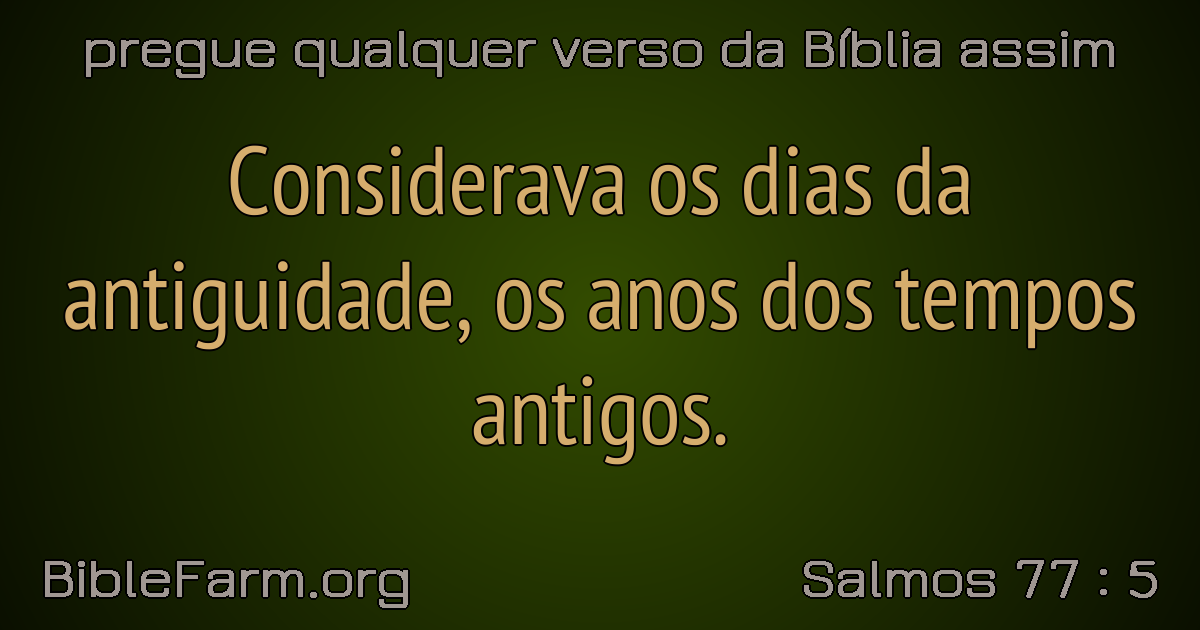 pregue qualquer verso da Bíblia assim
Considerava os dias da
antiguidade, os anos dos tempos
antigos.
BibleFarm.org
Salmos 77 : 5